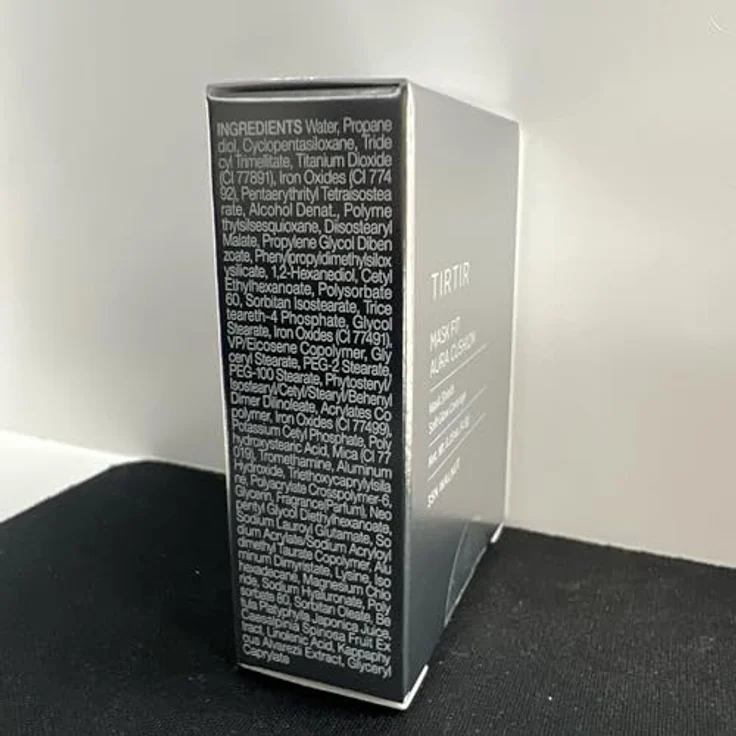 INGREDIENTS Water, Propane
diol, Cyclopentasiloxane, Tride
cyl Trimellitate, Titanium Dioxide
(CI 77891), Iron Oxides (CI 774
92), Pentaerythrityl Tetraisostea
rate, Alcohol Denat., Polyme
thylsilsesquioxane, Diisostearyl
Malate, Propylene Glycol Diben
zoate, Phenylpropyldimethylsilox
ysilicate, 1,2-Hexanediol, Cetyl
Ethylhexanoate, Polysorbate
60, Sorbitan Isostearate, Trice
teareth-4 Phosphate, Glycol
Stearate, Iron Oxides (CI 77491),
VP/Eicosene Copolymer, Gly
ceryl Stearate, PEG-2 Stearate,
PEG-100 Stearate, Phytosteryl/
Isostearyl/Cetyl/Stearyl/Behenyl
Dimer Dilinoleate, Acrylates Co
polymer, Iron Oxides (CI 77499),
Potassium Cetyl Phosphate, Poly
hydroxystearic Acid, Mica (CI 77
019), Tromethamine, Aluminum
Hydroxide, Triethoxycaprylylsila
ne, Polyacrylate Crosspolymer-6,
Glycerin, Fragrance(Parfum), Neo
pentyl Glycol Diethylhexanoate,
Sodium Lauroyl Glutamate, So
dium Acrylate/Sodium Acryloyl
dimethyl Taurate Copolymer, Alu
minum Dimyristate, Lysine, Iso
hexadecane, Magnesium Chlo
ride, Sodium Hyaluronate, Poly
sorbate 80, Sorbitan Oleate, Be
tula Platyphylla Japonica Juice,
Caesalpinia Spinosa Fruit Ex
tract, Linolenic Acid, Kappaphy
cus Alvarezii Extract, Glyceryl
Caprylate
TIRTIR
MASK FIT
AURA CUSHION
Soft Glow Coverage